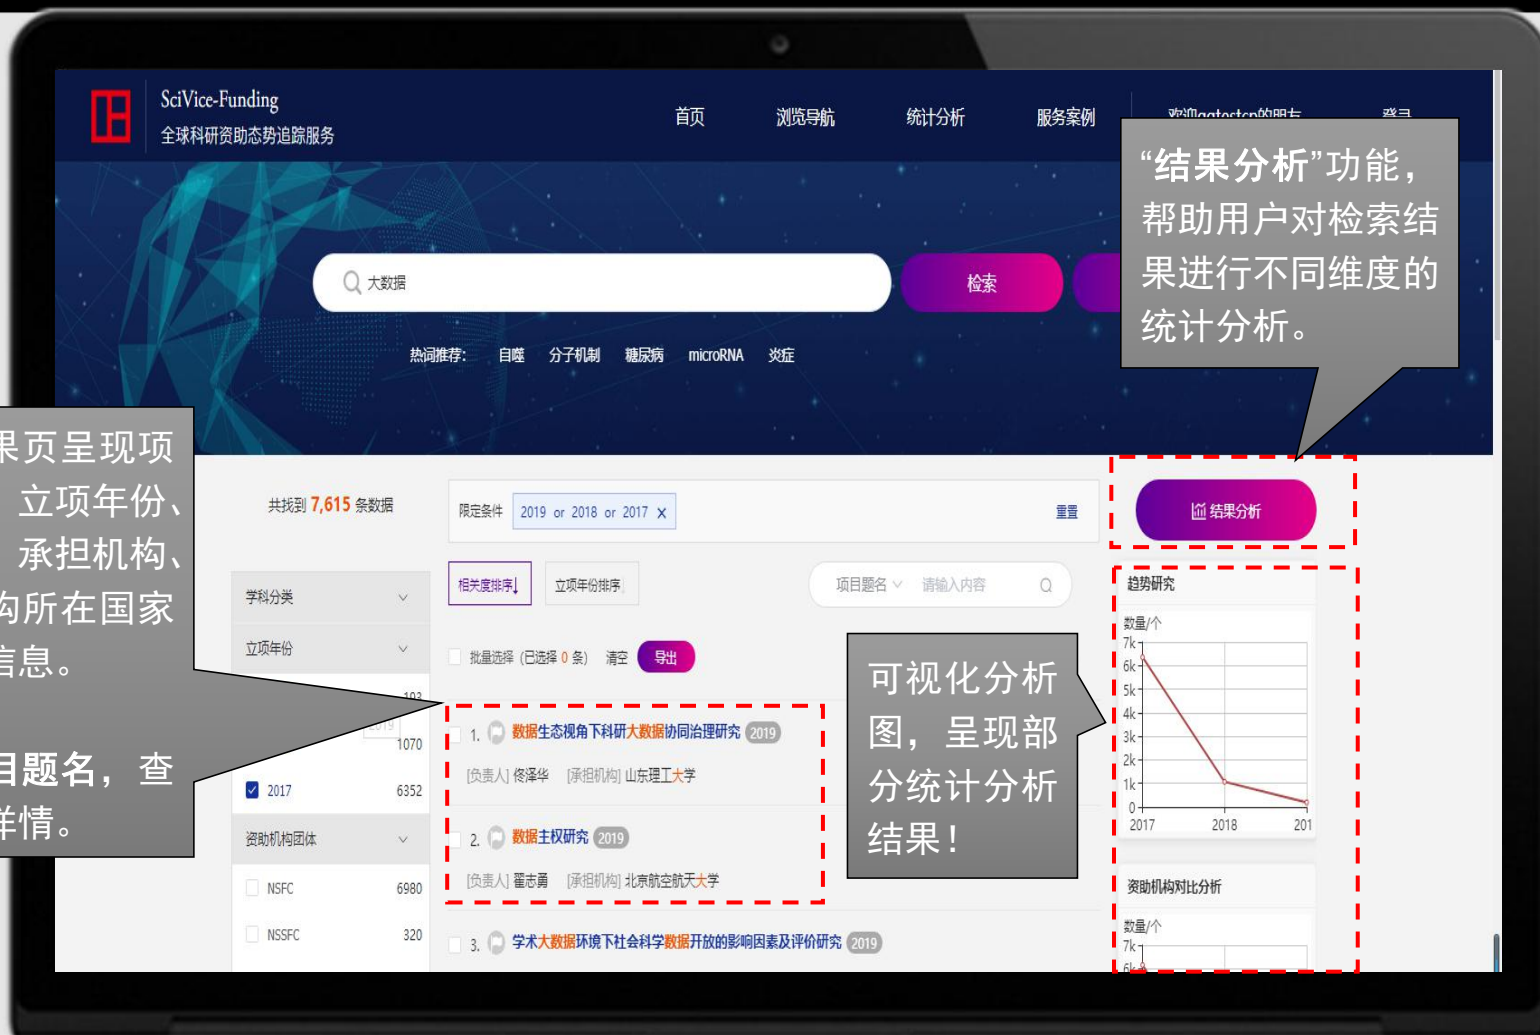 SciVice-Funding
全球科研资助态势追踪服务
首页 浏览导航 统计分析 服务案例
“结果分析”功能，
帮助用户对检索结
果进行不同维度的
统计分析。
大数据
检索
热词推荐： 自噬 分子机制 糖尿病 microRNA 炎症
果页呈现项
立项年份、
承担机构、
构所在国家
信息。
目题名，查
详情。
共找到 7,615 条数据
限定条件 2019 or 2018 or 2017 ×
重置
结果分析
相关度排序↓ 立项年份排序↓
项目题名 请输入内容
学科分类
立项年份
1070
2017 6352
资助机构团体
NSFC 6980
NSSFC 320
批量选择 (已选择 0 条) 清空 导出
1. 数据生态视角下科研大数据协同治理研究 2019
[负责人] 佟泽华 [承担机构] 山东理工大学
2. 数据主权研究 2019
[负责人] 翟志勇 [承担机构] 北京航空航天大学
3. 学术大数据环境下社会科学数据开放的影响因素及评价研究 2019
可视化分析
图，呈现部
分统计分析
结果！
趋势研究
数量/个
7k
6k
5k
4k
3k
2k
1k
0
2017 2018 201
资助机构对比分析
数量/个
7k
6k